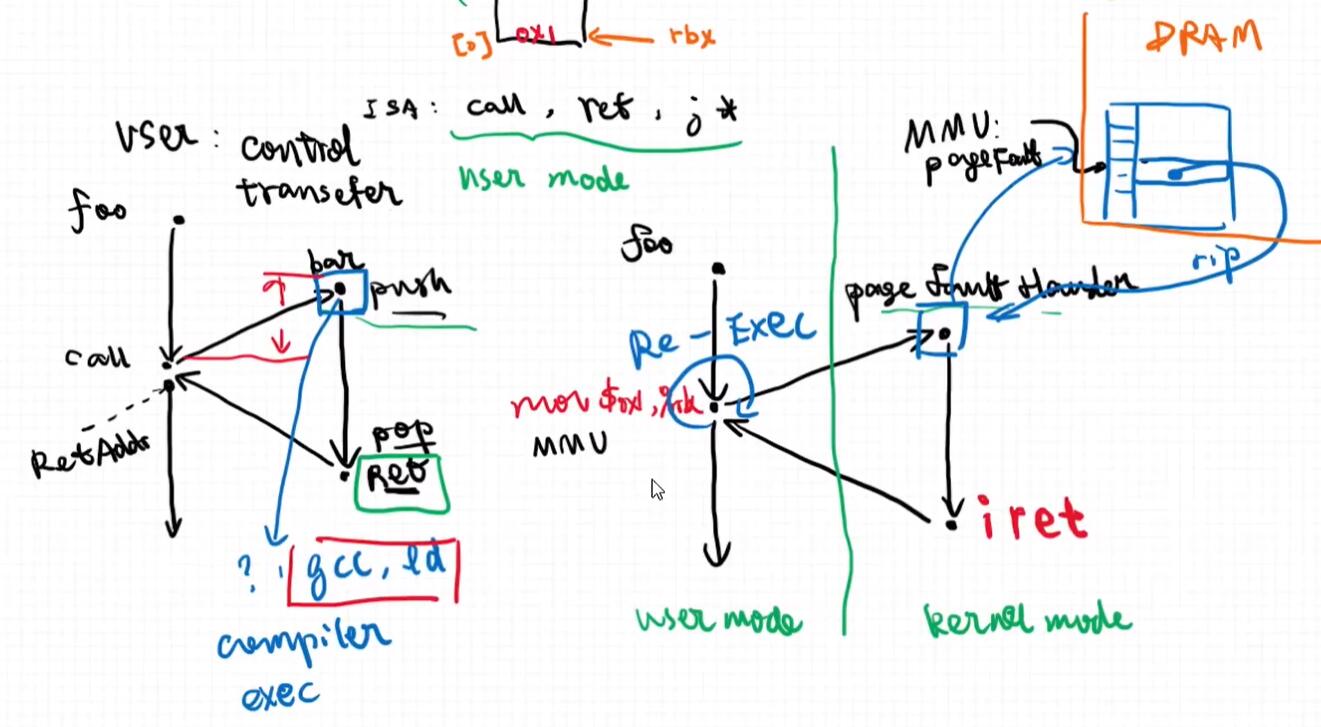 [0] 0x1 rbx
DRAM
ISA: call, ret, j*
user mode
User: control
transefer
MMU:
pageFault
foo
bar
push
call
RetAddr
pop
Ret
? gcc, ld
compiler
exec
foo
Re-Exec
mov $0x1,
MMU
user mode
page Fault Hander
rip
iret
kernel mode